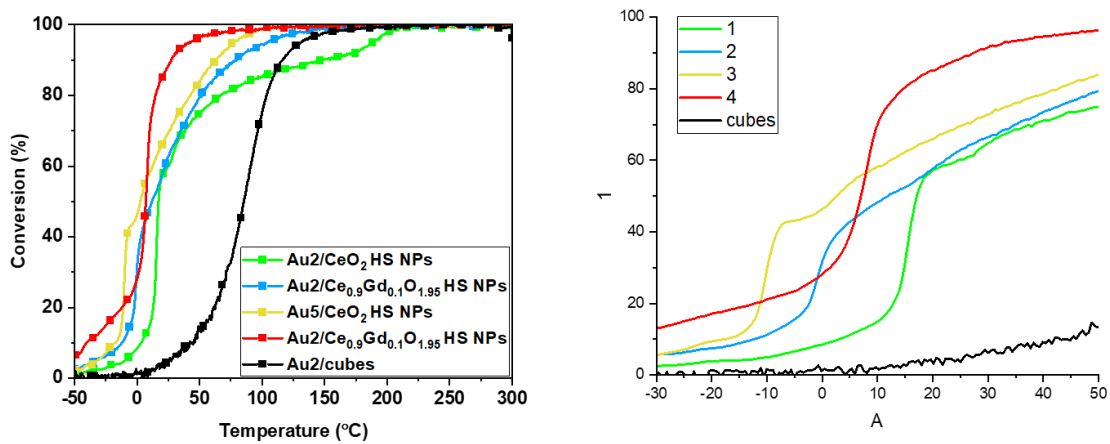 Conversion (%)
100
80
60
40
20
0
Au2/CeO₂ HS NPs
Au2/Ce₀.₉Gd₀.₁O₁.₉₅ HS NPs
Au5/CeO₂ HS NPs
Au2/Ce₀.₉Gd₀.₁O₁.₉₅ HS NPs
Au2/cubes
-50 0 50 100 150 200 250 300
Temperature (°C)
1
100
80
60
40
20
0
1
2
3
4
cubes
-30 -20 -10 0 10 20 30 40 50
A